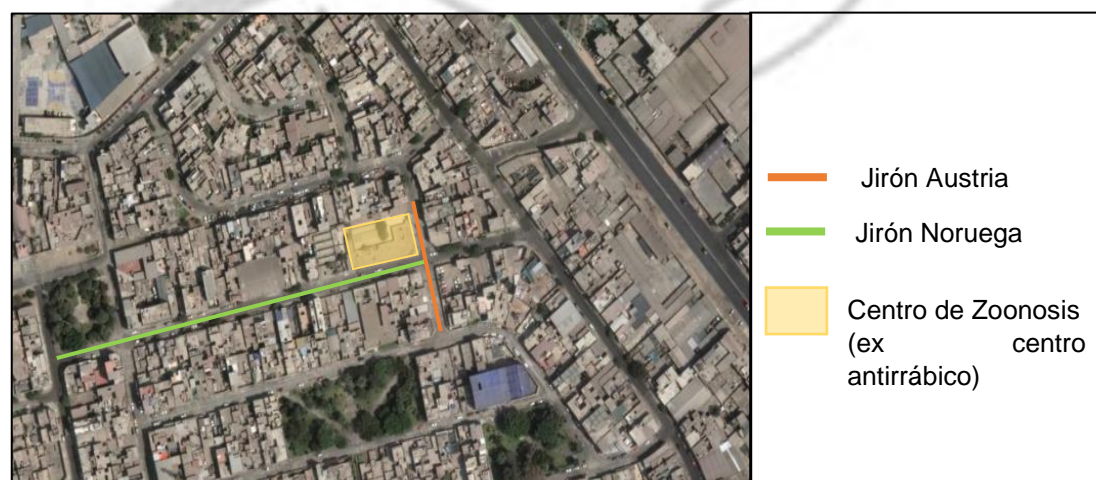 Jirón Austria
Jirón Noruega
Centro de Zoonosis
(ex centro
antirrábico)